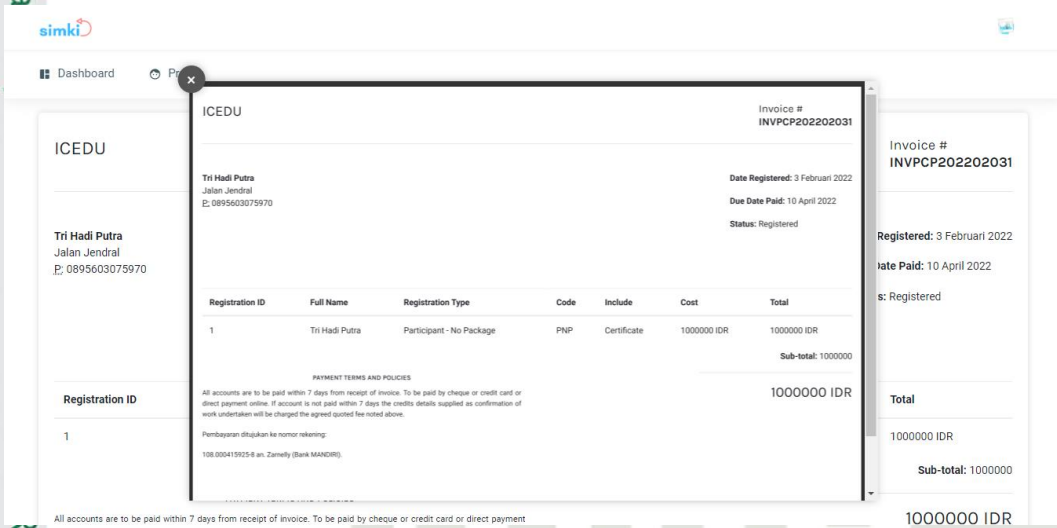 simki
Dashboard
Pr
×
ICEDU
Invoice #
INVPCP202202031
Tri Hadi Putra
Jalan Jendral
P: 0895603075970
Date Registered: 3 Februari 2022
Due Date Paid: 10 April 2022
Status: Registered
Registration ID Full Name Registration Type Code Include Cost Total
1 Tri Hadi Putra Participant - No Package PNP Certificate 1000000 IDR 1000000 IDR
Sub-total: 1000000
1000000 IDR
PAYMENT TERMS AND POLICIES
All accounts are to be paid within 7 days from receipt of invoice. To be paid by cheque or credit card or
direct payment online. If account is not paid within 7 days the credits details supplied as confirmation of
work undertaken will be charged the agreed quoted fee noted above.
Pembayaran ditujukan ke nomor rekening:
108.000415925-8 an. Zarnelly (Bank MANDIRI).
ICEDU
Invoice #
INVPCP202202031
Tri Hadi Putra
Jalan Jendral
P: 0895603075970
Registered: 3 Februari 2022
Date Paid: 10 April 2022
s: Registered
Registration ID Total
1 1000000 IDR
Sub-total: 1000000
1000000 IDR
All accounts are to be paid within 7 days from receipt of invoice. To be paid by cheque or credit card or direct payment